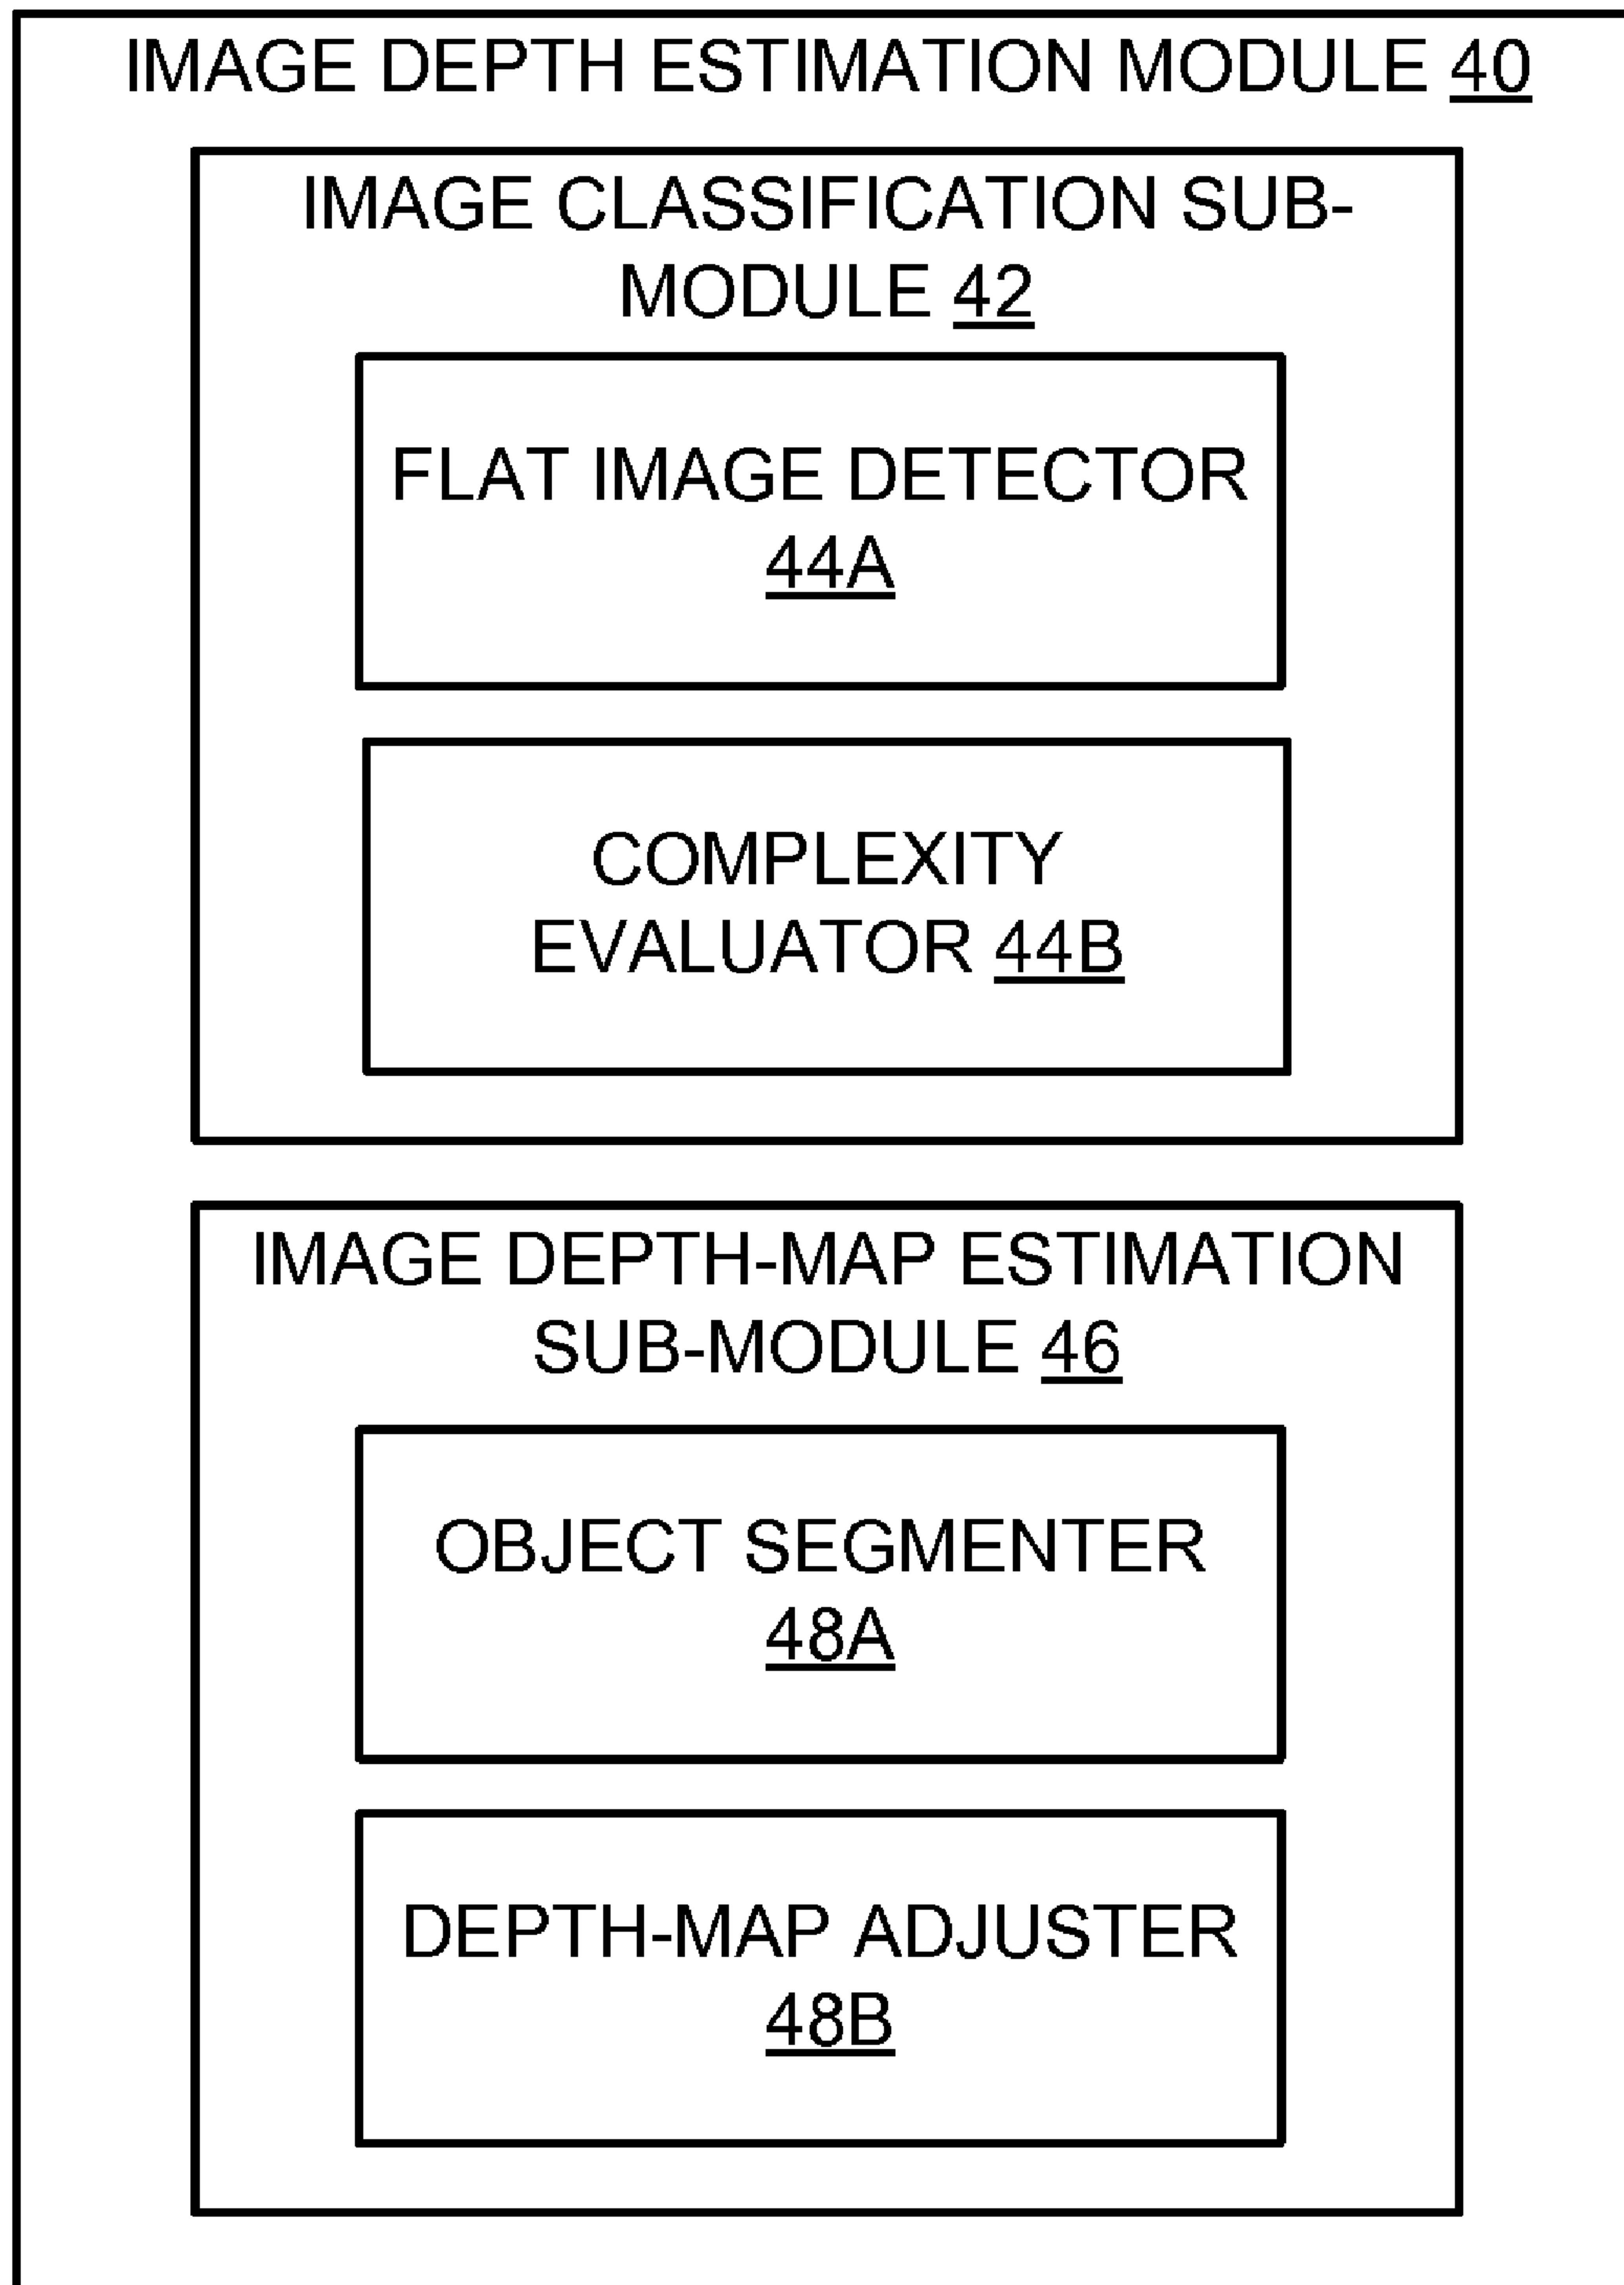 IMAGE DEPTH ESTIMATION MODULE 40
IMAGE CLASSIFICATION SUB-
MODULE 42
FLAT IMAGE DETECTOR
44A
COMPLEXITY
EVALUATOR 44B
IMAGE DEPTH-MAP ESTIMATION
SUB-MODULE 46
OBJECT SEGMENTER
48A
DEPTH-MAP ADJUSTER
48B